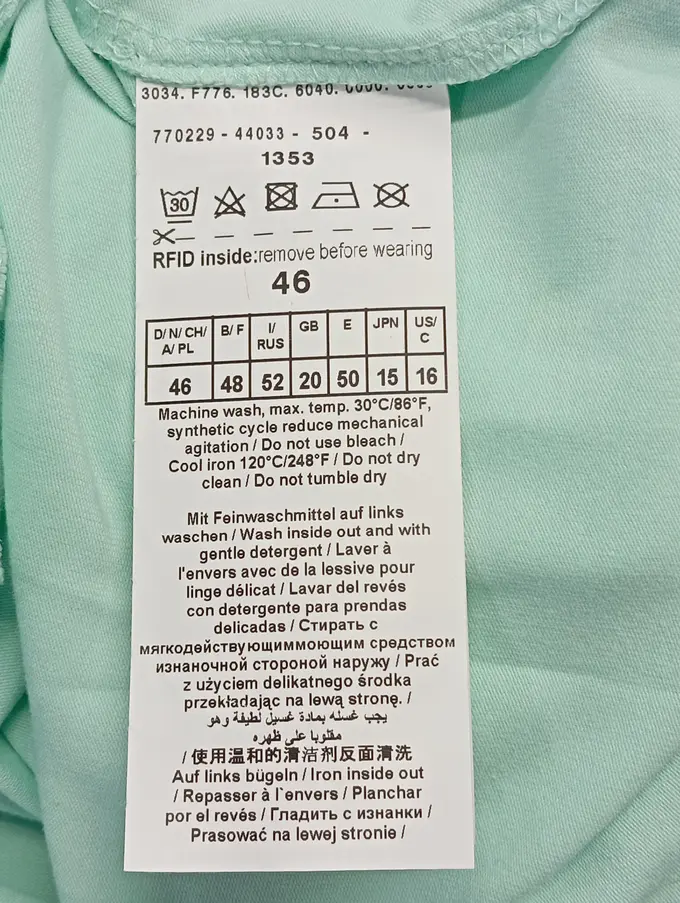 3034. F776. 183C. 6040. 0000.
770229 - 44033 - 504 -
1353
30
RFID inside:remove before wearing
46
D/ N/ CH/ A/ PL B/ F I/ RUS GB E JPN US/ C
46 48 52 20 50 15 16
Machine wash, max. temp. 30°C/86°F,
synthetic cycle reduce mechanical
agitation / Do not use bleach /
Cool iron 120°C/248°F / Do not dry
clean / Do not tumble dry
Mit Feinwaschmittel auf links
waschen / Wash inside out and with
gentle detergent / Laver à
l'envers avec de la lessive pour
linge délicat / Lavar del revés
con detergente para prendas
delicadas / Стирать с
мягкодействующиммоющим средством
изнаночной стороной наружу / Prać
z użyciem delikatnego środka
przekładając na lewą stronę. /
يجب غسله بمادة غسيل لطيفة وهو
مقلوبا على ظهره
/ 使用温和的清洁剂反面清洗
Auf links bügeln / Iron inside out
/ Repasser à l`envers / Planchar
por el revés / Гладить с изнанки /
Prasować na lewej stronie /